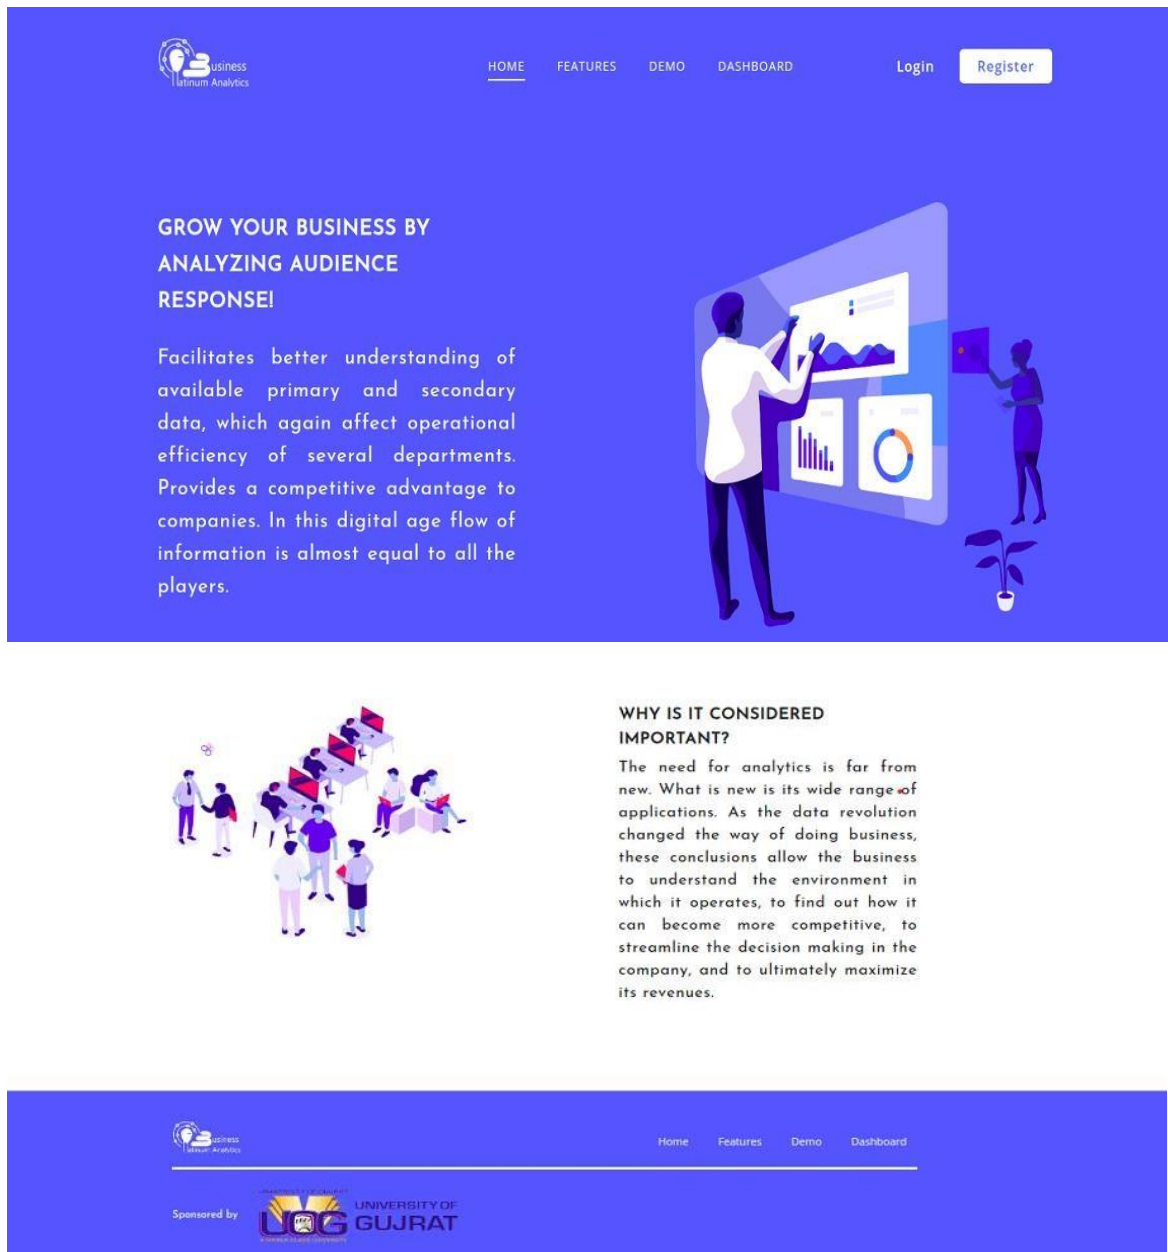 Business
Platinum Analytics
HOME FEATURES DEMO DASHBOARD
Login Register
GROW YOUR BUSINESS BY
ANALYZING AUDIENCE
RESPONSE!
Facilitates better understanding of
available primary and secondary
data, which again affect operational
efficiency of several departments.
Provides a competitive advantage to
companies. In this digital age flow of
information is almost equal to all the
players.
WHY IS IT CONSIDERED
IMPORTANT?
The need for analytics is far from
new. What is new is its wide range of
applications. As the data revolution
changed the way of doing business,
these conclusions allow the business
to understand the environment in
which it operates, to find out how it
can become more competitive, to
streamline the decision making in the
company, and to ultimately maximize
its revenues.
Business
Platinum Analytics
Home Features Demo Dashboard
Sponsored by
UOG
UNIVERSITY OF
GUJRAT